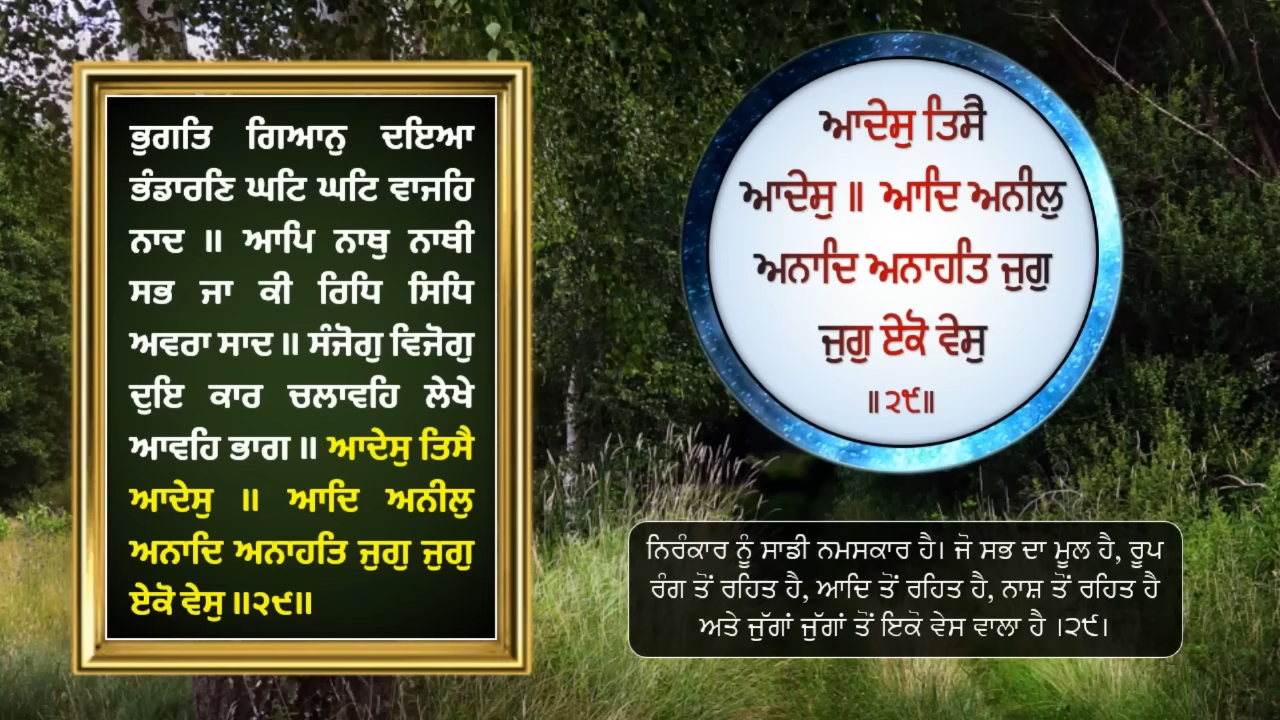 ਭੁਗਤਿ ਗਿਆਨੁ ਦਇਆ
ਭੰਡਾਰਣਿ ਘਟਿ ਘਟਿ ਵਾਜਹਿ
ਨਾਦ ॥ ਆਪਿ ਨਾਥੁ ਨਾਥੀ
ਸਭ ਜਾ ਕੀ ਰਿਧਿ ਸਿਧਿ
ਅਵਰਾ ਸਾਦ ॥ ਸੰਜੋਗੁ ਵਿਜੋਗੁ
ਦੁਇ ਕਾਰ ਚਲਾਵਹਿ ਲੇਖੇ
ਆਵਹਿ ਭਾਗ ॥ ਆਦੇਸੁ ਤਿਸੈ
ਆਦੇਸੁ ॥ ਆਦਿ ਅਨੀਲੁ
ਅਨਾਦਿ ਅਨਾਹਤਿ ਜੁਗੁ ਜੁਗੁ
ਏਕੋ ਵੇਸੁ ॥੨੯॥
ਆਦੇਸੁ ਤਿਸੈ
ਆਦੇਸੁ ॥ ਆਦਿ ਅਨੀਲੁ
ਅਨਾਦਿ ਅਨਾਹਤਿ ਜੁਗੁ
ਜੁਗੁ ਏਕੋ ਵੇਸੁ
॥੨੯॥
ਨਿਰੰਕਾਰ ਨੂੰ ਸਾਡੀ ਨਮਸਕਾਰ ਹੈ। ਜੋ ਸਭ ਦਾ ਮੂਲ ਹੈ, ਰੂਪ
ਰੰਗ ਤੋਂ ਰਹਿਤ ਹੈ, ਆਦਿ ਤੋਂ ਰਹਿਤ ਹੈ, ਨਾਸ਼ ਤੋਂ ਰਹਿਤ ਹੈ
ਅਤੇ ਜੁੱਗਾਂ ਜੁੱਗਾਂ ਤੋਂ ਇਕੋ ਵੇਸ ਵਾਲਾ ਹੈ ।੨੯।